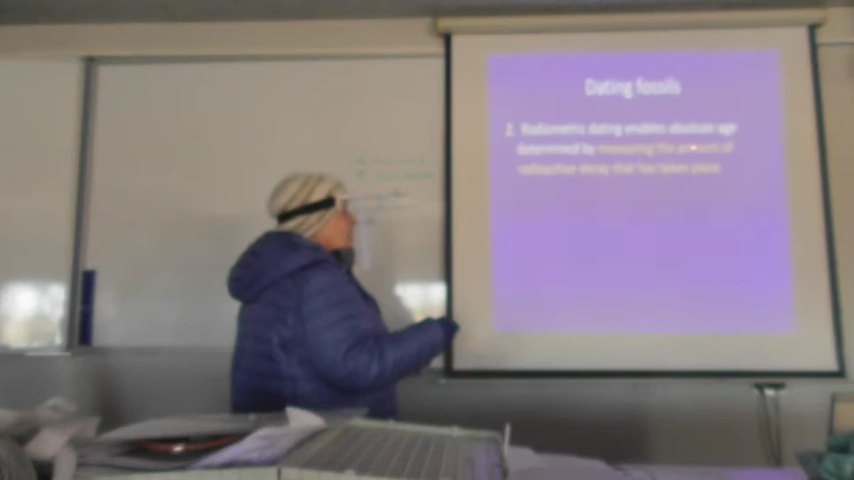 Dating fossils
2. Radiometric dating enables absolute age
determined by measuring the amount of
radioactive decay that has taken place